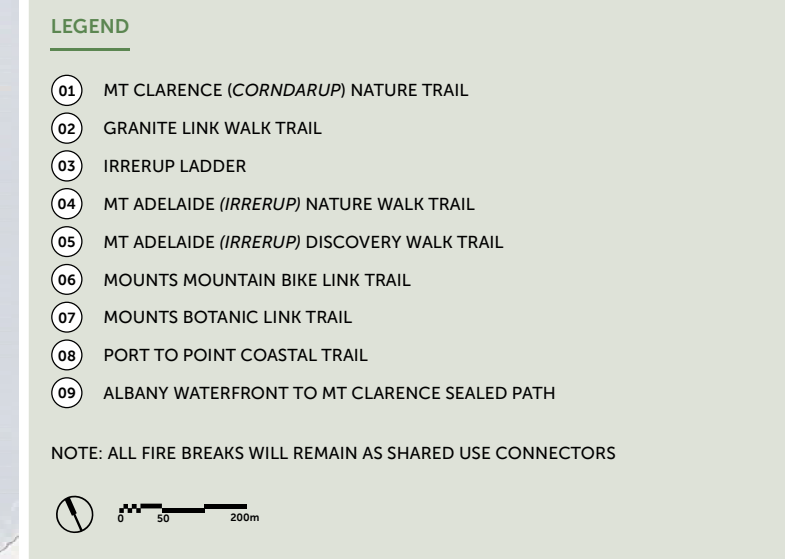 LEGEND
01 MT CLARENCE (CORNDARUP) NATURE TRAIL
02 GRANITE LINK WALK TRAIL
03 IRRERUP LADDER
04 MT ADELAIDE (IRRERUP) NATURE WALK TRAIL
05 MT ADELAIDE (IRRERUP) DISCOVERY WALK TRAIL
06 MOUNTS MOUNTAIN BIKE LINK TRAIL
07 MOUNTS BOTANIC LINK TRAIL
08 PORT TO POINT COASTAL TRAIL
09 ALBANY WATERFRONT TO MT CLARENCE SEALED PATH
NOTE: ALL FIRE BREAKS WILL REMAIN AS SHARED USE CONNECTORS
0 50 200m